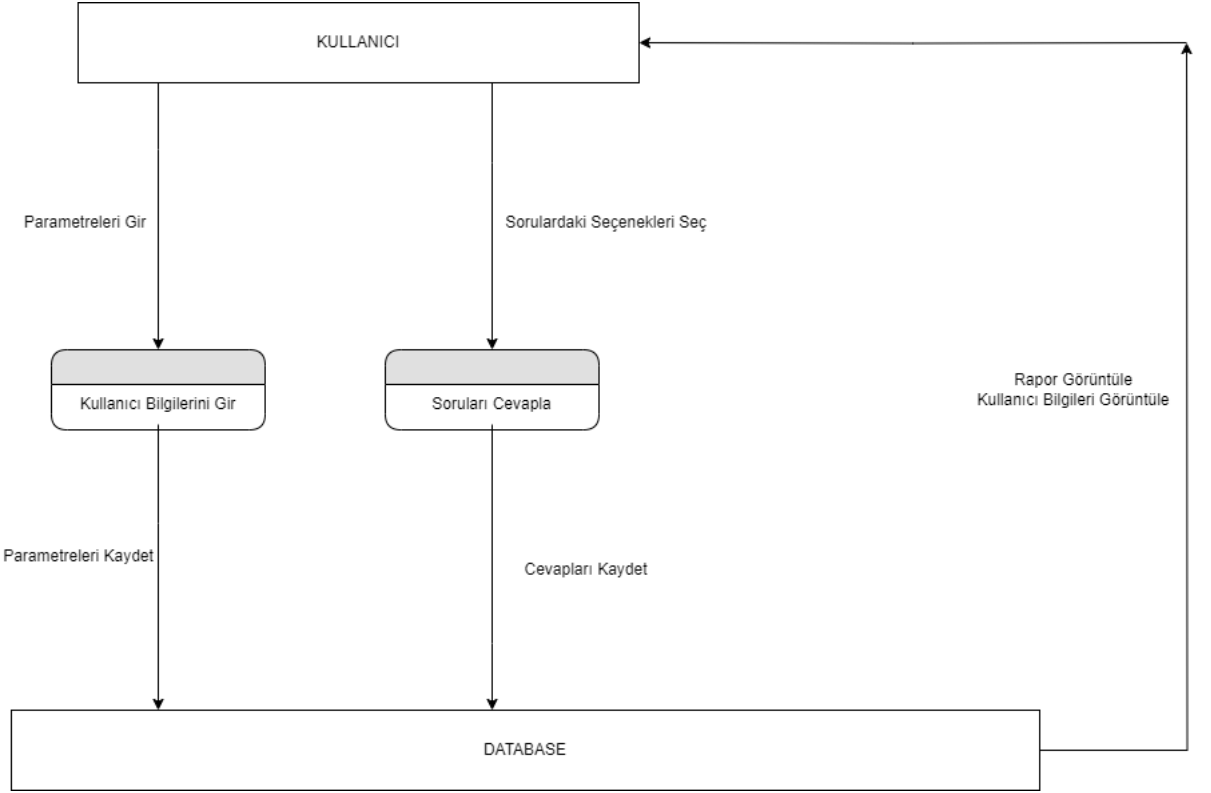 KULLANICI
Parametreleri Gir
Sorulardaki Seçenekleri Seç
Kullanıcı Bilgilerini Gir
Soruları Cevapla
Rapor Görüntüle
Kullanıcı Bilgileri Görüntüle
Parametreleri Kaydet
Cevapları Kaydet
DATABASE